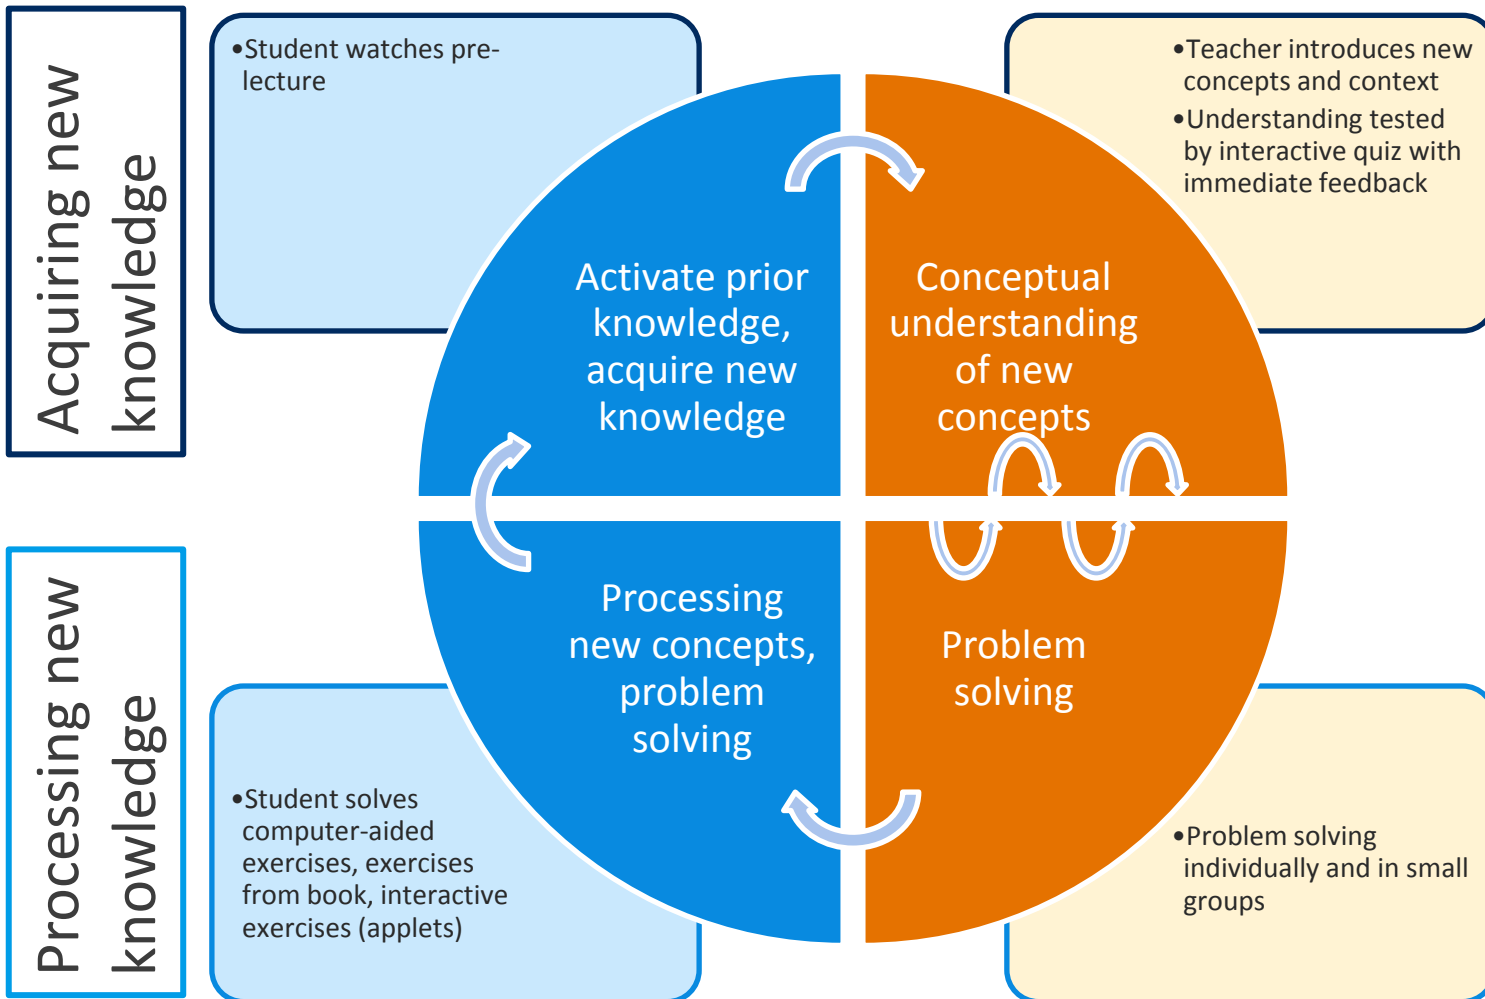 Acquiring new
knowledge
•Student watches pre-
lecture
•Teacher introduces new
concepts and context
•Understanding tested
by interactive quiz with
immediate feedback
Activate prior
knowledge,
acquire new
knowledge
Conceptual
understanding
of new
concepts
Processing new
knowledge
Processing
new concepts,
problem
solving
Problem
solving
•Student solves
computer-aided
exercises, exercises
from book, interactive
exercises (applets)
•Problem solving
individually and in small
groups